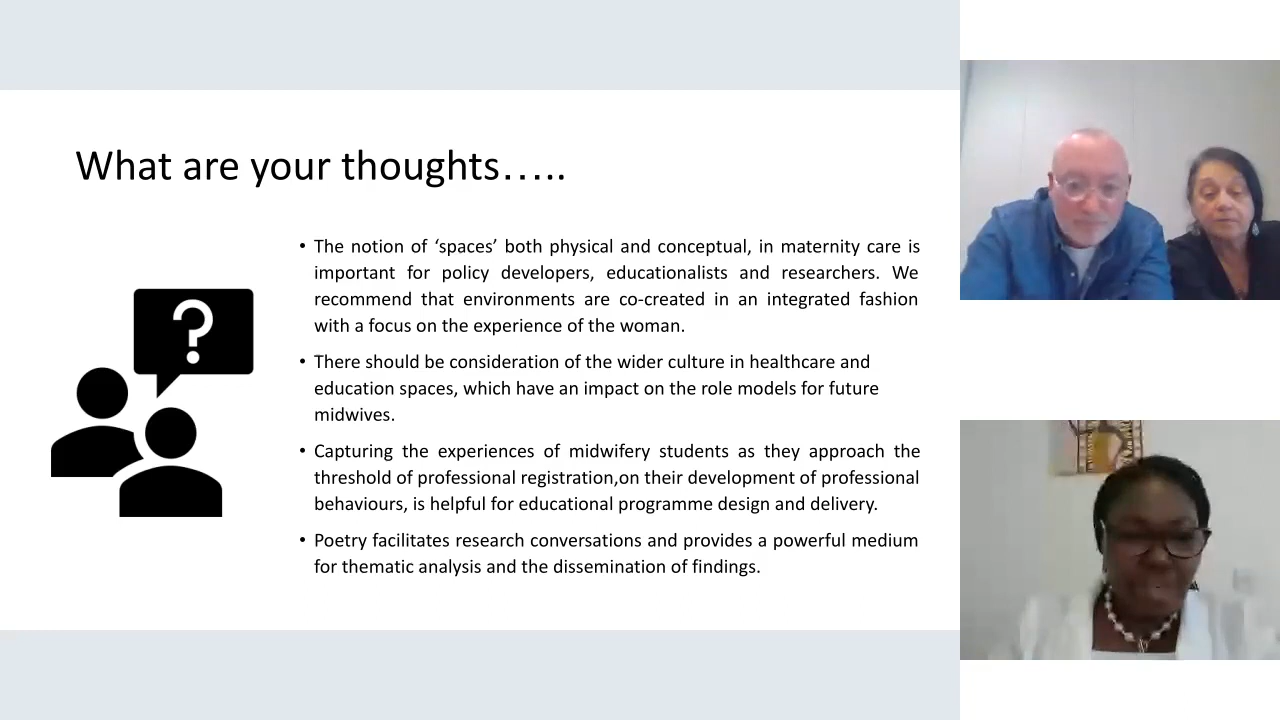 What are your thoughts…..
• The notion of ‘spaces’ both physical and conceptual, in maternity care is
important for policy developers, educationalists and researchers. We
recommend that environments are co-created in an integrated fashion
with a focus on the experience of the woman.
• There should be consideration of the wider culture in healthcare and
education spaces, which have an impact on the role models for future
midwives.
• Capturing the experiences of midwifery students as they approach the
threshold of professional registration,on their development of professional
behaviours, is helpful for educational programme design and delivery.
• Poetry facilitates research conversations and provides a powerful medium
for thematic analysis and the dissemination of findings.
?